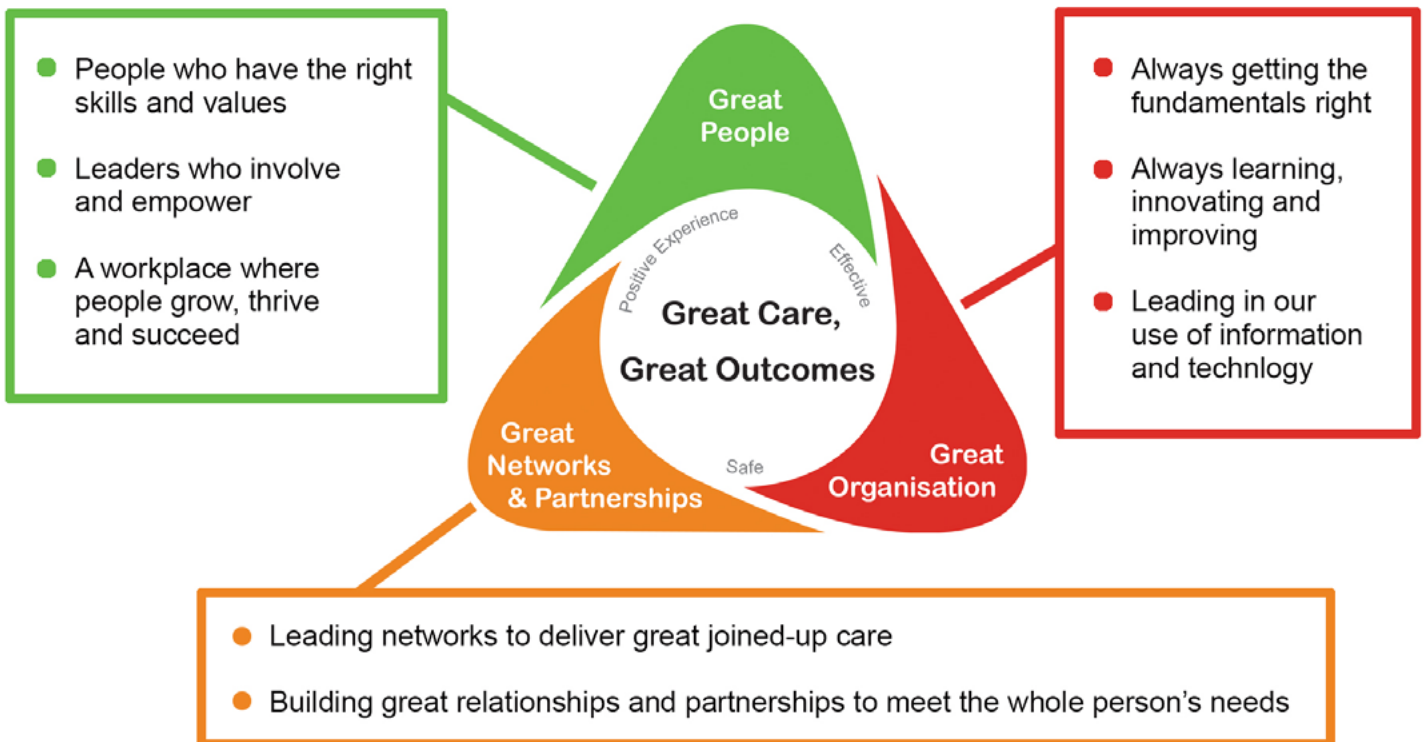 People who have the right
skills and values
Leaders who involve
and empower
A workplace where
people grow, thrive
and succeed
Great
People
Always getting the
fundamentals right
Always learning,
innovating and
improving
Leading in our
use of information
and technlogy
Positive Experience
Effective
Great Care,
Great Outcomes
Safe
Great
Networks
& Partnerships
Great
Organisation
Leading networks to deliver great joined-up care
Building great relationships and partnerships to meet the whole person’s needs